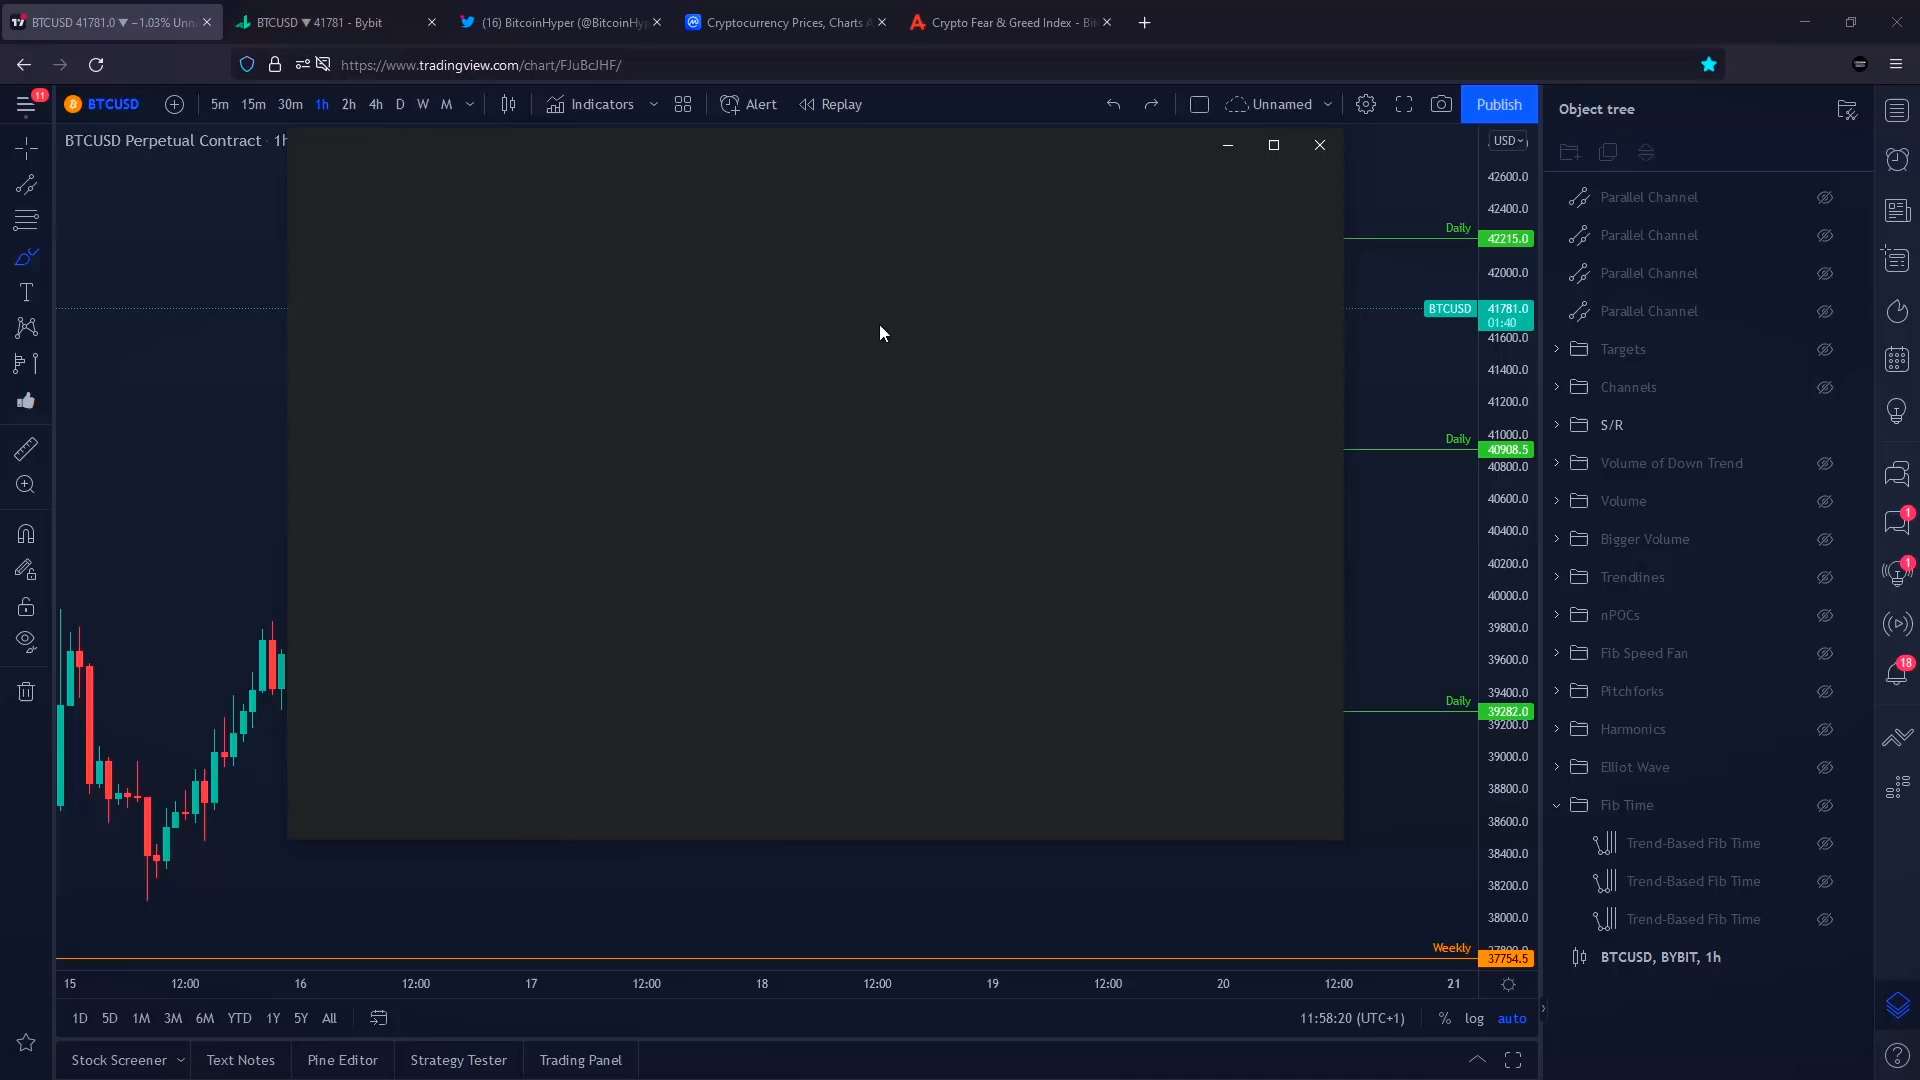 BTCUSD 41781.0 ▼ −1.03% Unn
BTCUSD ▼ 41781 - Bybit
(16) BitcoinHyper (@BitcoinHyp
Cryptocurrency Prices, Charts A
Crypto Fear & Greed Index - Bit
https://www.tradingview.com/chart/FJuBcJHF/
11
BTCUSD
5m 15m 30m 1h 2h 4h D W M
Indicators
Alert
Replay
Unnamed
Publish
Object tree
BTCUSD Perpetual Contract · 1h
USD
42600.0
42400.0
Daily 42215.0
42000.0
BTCUSD 41781.0
01:40
41600.0
41400.0
41200.0
41000.0
Daily 40908.5
40800.0
40600.0
40400.0
40200.0
40000.0
39800.0
39600.0
39400.0
Daily 39282.0
39200.0
39000.0
38800.0
38600.0
38400.0
38200.0
38000.0
37800.0
Weekly 37754.5
15 12:00 16 12:00 17 12:00 18 12:00 19 12:00 20 12:00 21
1D 5D 1M 3M 6M YTD 1Y 5Y All
11:58:20 (UTC+1) % log auto
Stock Screener
Text Notes
Pine Editor
Strategy Tester
Trading Panel
Parallel Channel
Parallel Channel
Parallel Channel
Parallel Channel
Targets
Channels
S/R
Volume of Down Trend
Volume
Bigger Volume
Trendlines
nPOCs
Fib Speed Fan
Pitchforks
Harmonics
Elliot Wave
Fib Time
Trend-Based Fib Time
Trend-Based Fib Time
Trend-Based Fib Time
BTCUSD, BYBIT, 1h
1
1
18